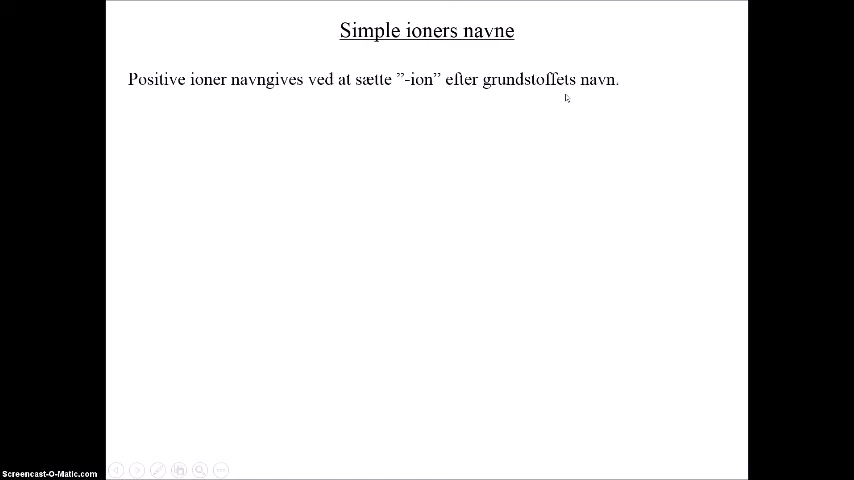 Simple ioners navne
Positive ioner navngives ved at sætte ”-ion” efter grundstoffets navn.
Screencast-O-Matic.com